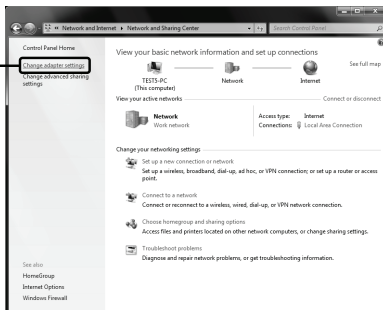 Network and Internet ▸ Network and Sharing Center
Search Control Panel
Control Panel Home
Change adapter settings
Change advanced sharing
settings
View your basic network information and set up connections
See full map
TEST5-PC
(This computer)
Network
Internet
View your active networks
Connect or disconnect
Network
Work network
Access type: Internet
Connections: Local Area Connection
Change your networking settings
Set up a new connection or network
Set up a wireless, broadband, dial-up, ad hoc, or VPN connection; or set up a router or access
point.
Connect to a network
Connect or reconnect to a wireless, wired, dial-up, or VPN network connection.
Choose homegroup and sharing options
Access files and printers located on other network computers, or change sharing settings.
Troubleshoot problems
Diagnose and repair network problems, or get troubleshooting information.
See also
HomeGroup
Internet Options
Windows Firewall